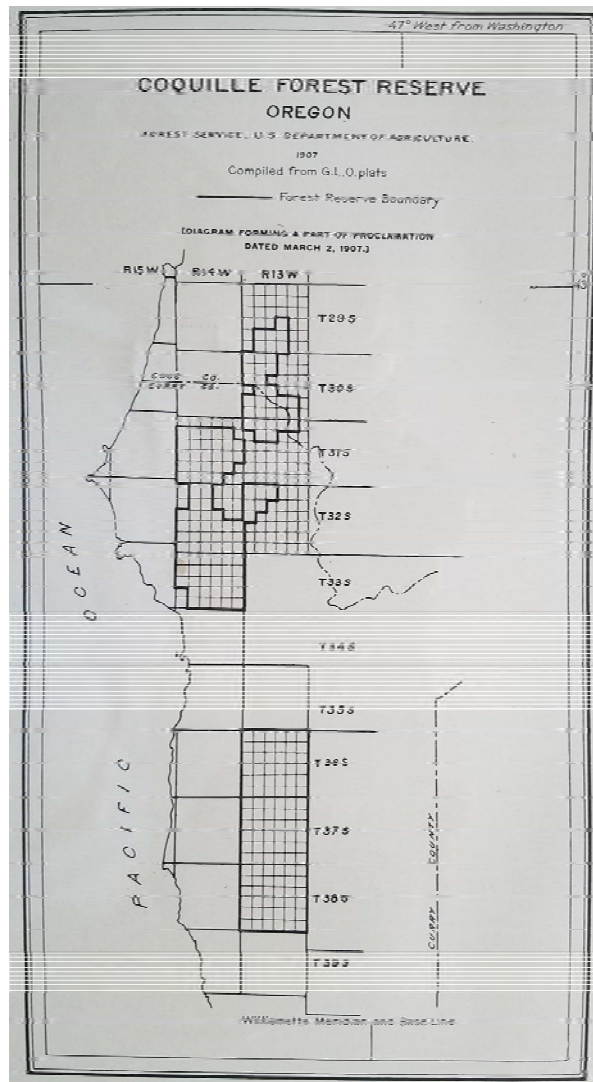 47° West from Washington
COQUILLE FOREST RESERVE
OREGON
FOREST SERVICE, U.S. DEPARTMENT OF AGRICULTURE.
1907
Compiled from G.L.O. plats
Forest Reserve Boundary
[DIAGRAM FORMING A PART OF PROCLAMATION
DATED MARCH 2, 1907.]
R15W R14W R13W
43°
T29S
COOS CO.
CURRY CO.
T30S
T31S
T32S
T33S
T34S
T35S
T36S
T37S
T38S
T39S
PACIFIC OCEAN
CURRY COUNTY
Willamette Meridian and Base Line